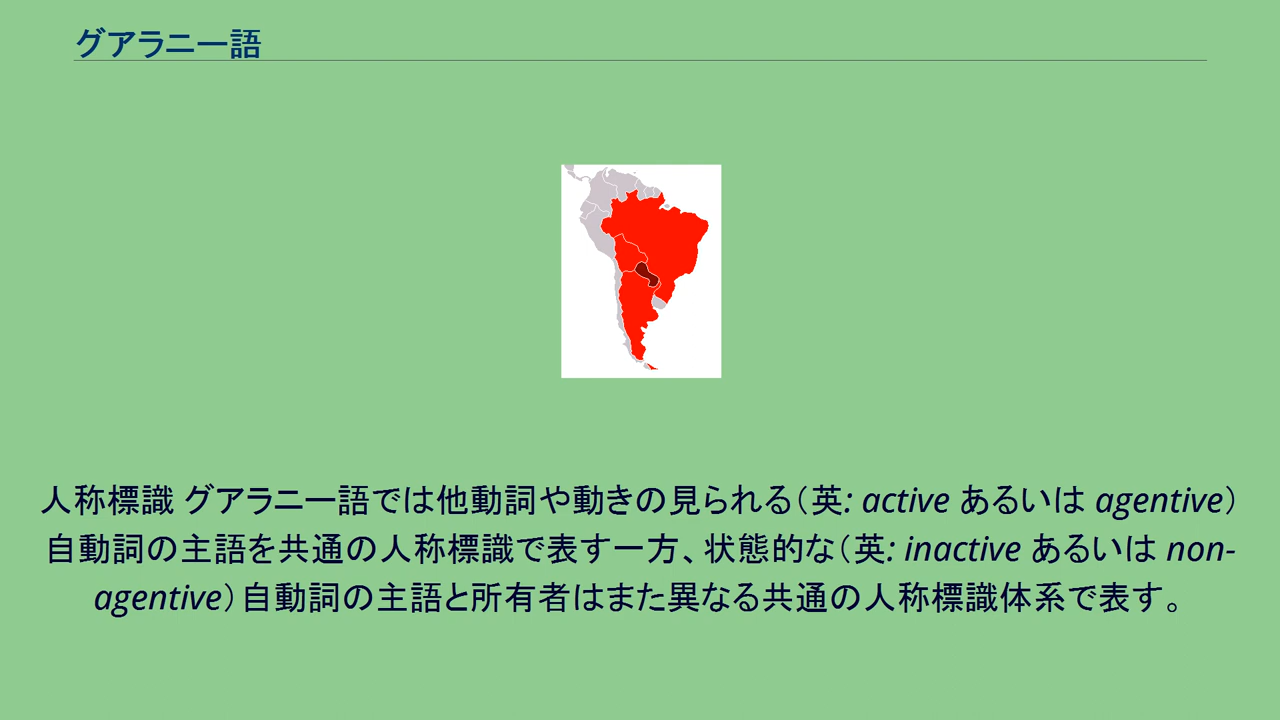 グアラニー語
人称標識 グアラニー語では他動詞や動きの見られる（英: active あるいは agentive）
自動詞の主語を共通の人称標識で表す一方、状態的な（英: inactive あるいは non-
agentive）自動詞の主語と所有者はまた異なる共通の人称標識体系で表す。